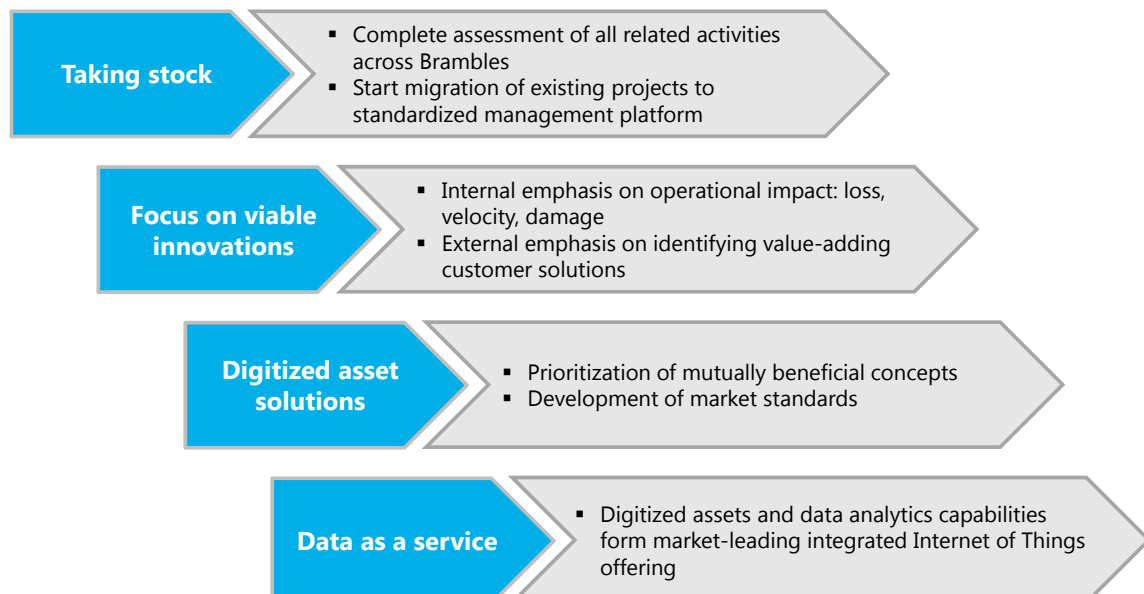 Taking stock
▪ Complete assessment of all related activities
across Brambles
▪ Start migration of existing projects to
standardized management platform
Focus on viable
innovations
▪ Internal emphasis on operational impact: loss,
velocity, damage
▪ External emphasis on identifying value-adding
customer solutions
Digitized asset
solutions
▪ Prioritization of mutually beneficial concepts
▪ Development of market standards
Data as a service
▪ Digitized assets and data analytics capabilities
form market-leading integrated Internet of Things
offering